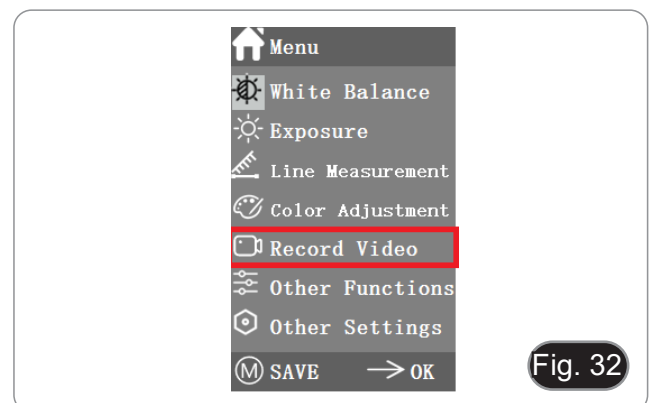 Menu
White Balance
Exposure
Line Measurement
Color Adjustment
Record Video
Other Functions
Other Settings
M SAVE → OK
Fig. 32